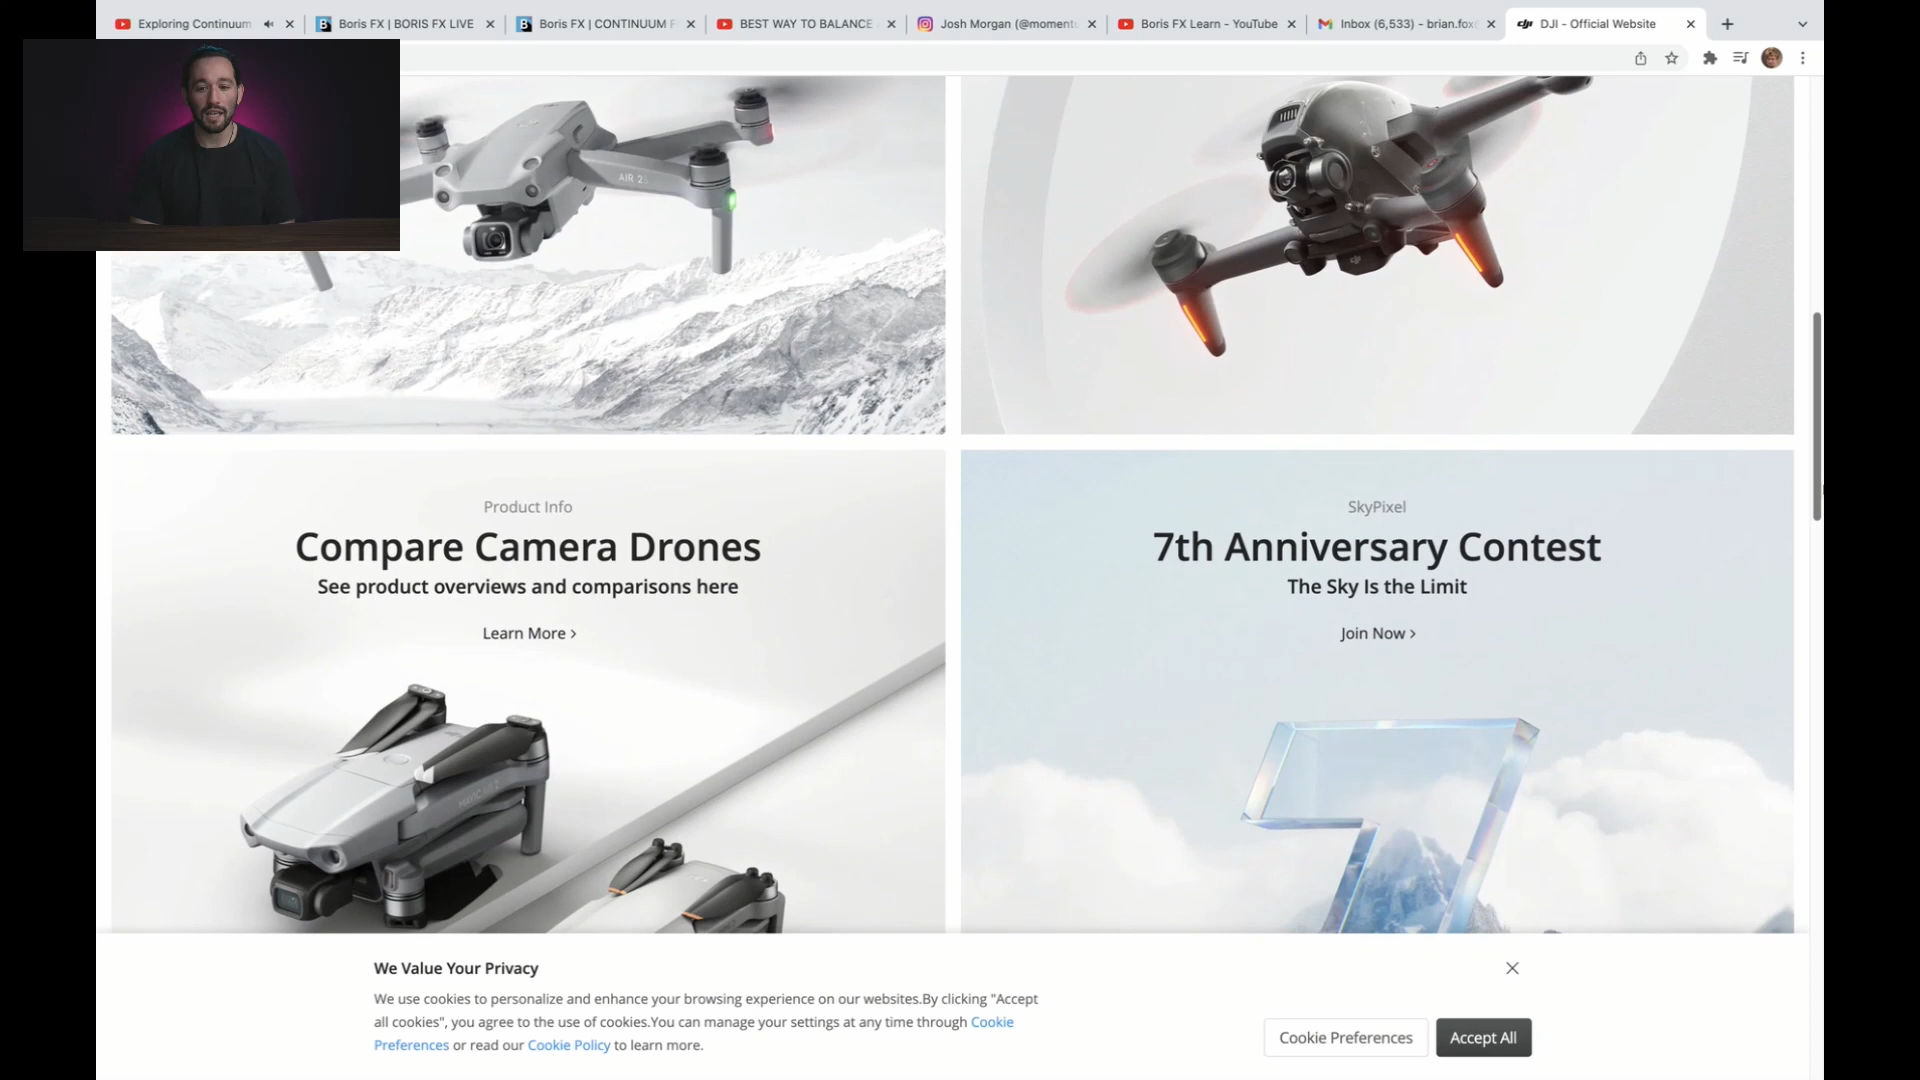 Exploring Continuum
Boris FX | BORIS FX LIVE
Boris FX | CONTINUUM F
BEST WAY TO BALANCE
Josh Morgan (@moment
Boris FX Learn - YouTube
Inbox (6,533) - brian.fox
DJI - Official Website
AIR 2S
Product Info
Compare Camera Drones
See product overviews and comparisons here
Learn More >
SkyPixel
7th Anniversary Contest
The Sky Is the Limit
Join Now >
7
We Value Your Privacy
We use cookies to personalize and enhance your browsing experience on our websites.By clicking "Accept
all cookies", you agree to the use of cookies.You can manage your settings at any time through Cookie
Preferences or read our Cookie Policy to learn more.
Cookie Preferences
Accept All